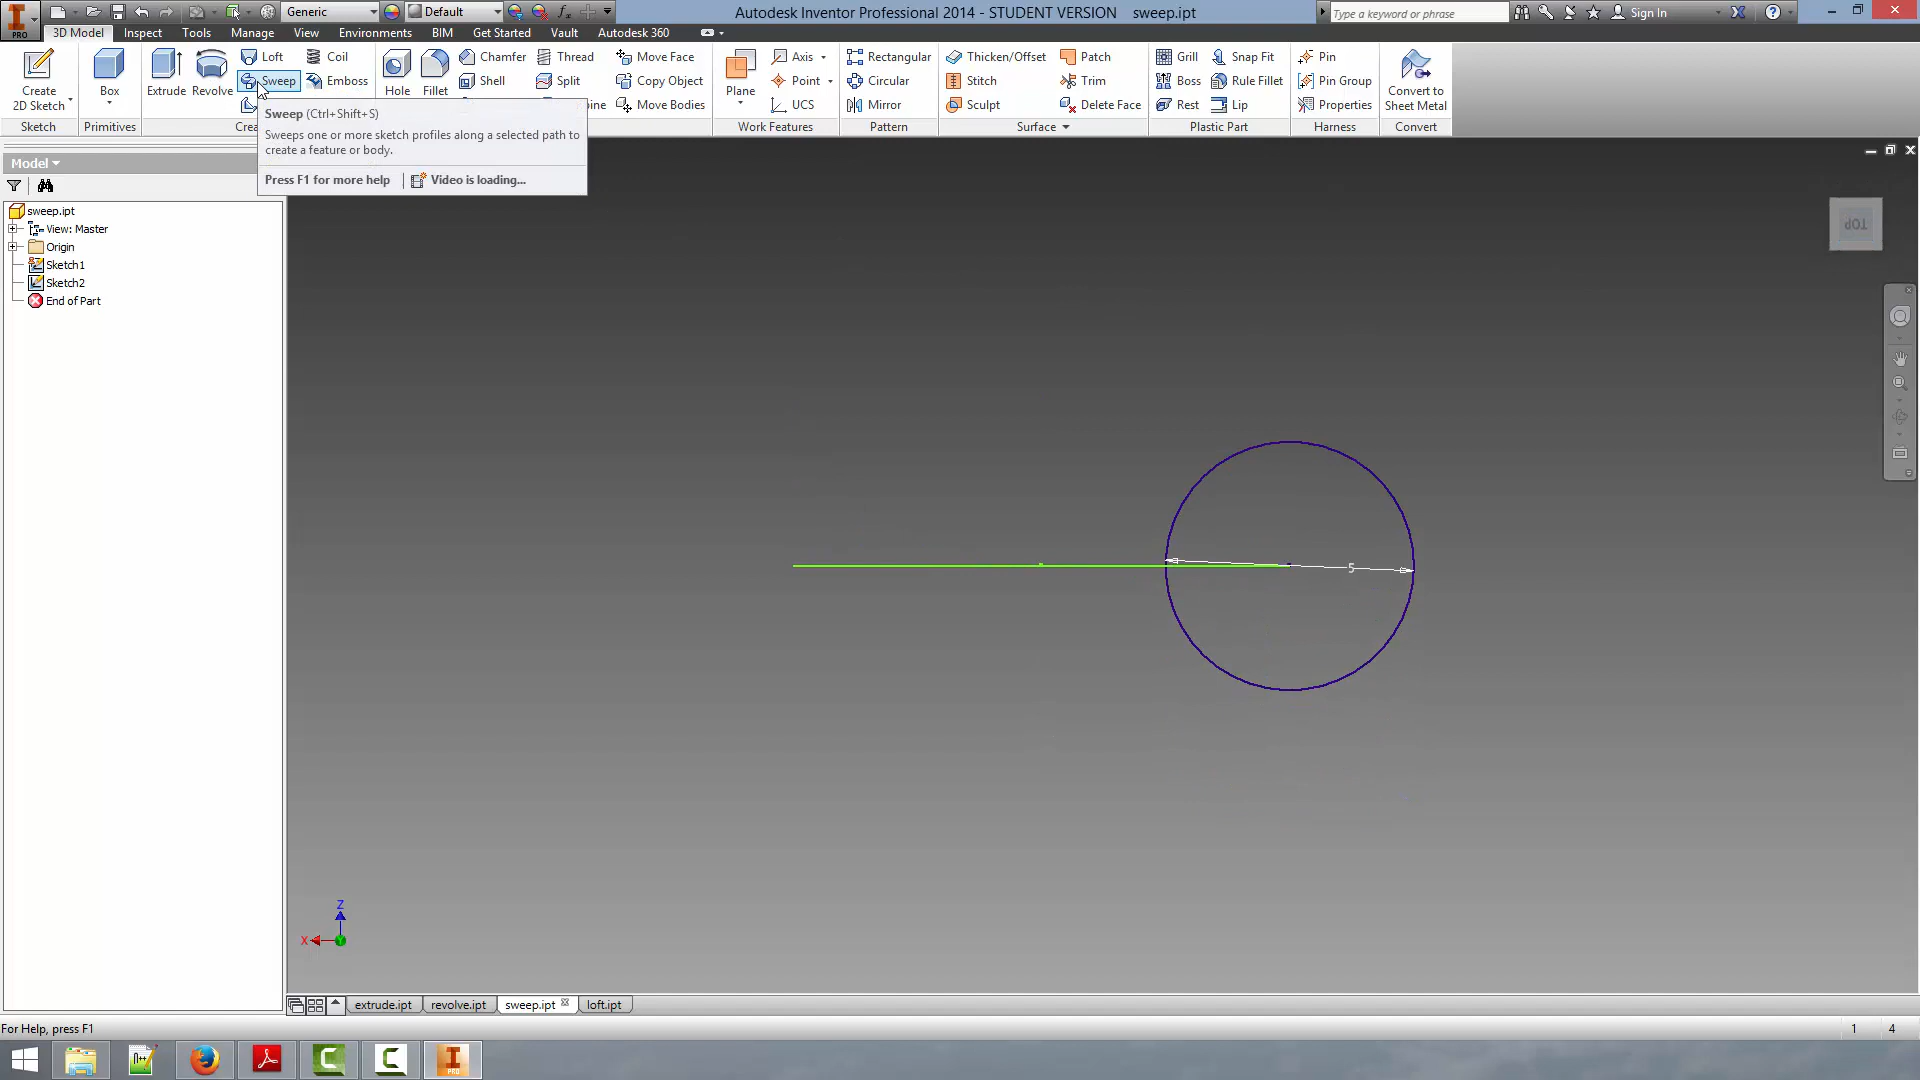 Generic
Default
Autodesk Inventor Professional 2014 - STUDENT VERSION sweep.ipt
Type a keyword or phrase
Sign In
PRO
3D Model Inspect Tools Manage View Environments BIM Get Started Vault Autodesk 360
Create
2D Sketch
Box
Extrude
Revolve
Loft
Sweep
Coil
Emboss
Hole
Fillet
Chamfer
Shell
Thread
Split
Move Face
Copy Object
Move Bodies
Plane
Axis
Point
UCS
Rectangular
Circular
Mirror
Thicken/Offset
Stitch
Sculpt
Patch
Trim
Delete Face
Grill
Boss
Rest
Snap Fit
Rule Fillet
Lip
Pin
Pin Group
Properties
Convert to
Sheet Metal
Sketch
Primitives
Work Features
Pattern
Surface
Plastic Part
Harness
Convert
Sweep (Ctrl+Shift+S)
Sweeps one or more sketch profiles along a selected path to
create a feature or body.
Press F1 for more help
Video is loading...
Model
sweep.ipt
View: Master
Origin
Sketch1
Sketch2
End of Part
TOP
5
Z
X
Y
extrude.ipt revolve.ipt sweep.ipt loft.ipt
For Help, press F1
1 4
PRO